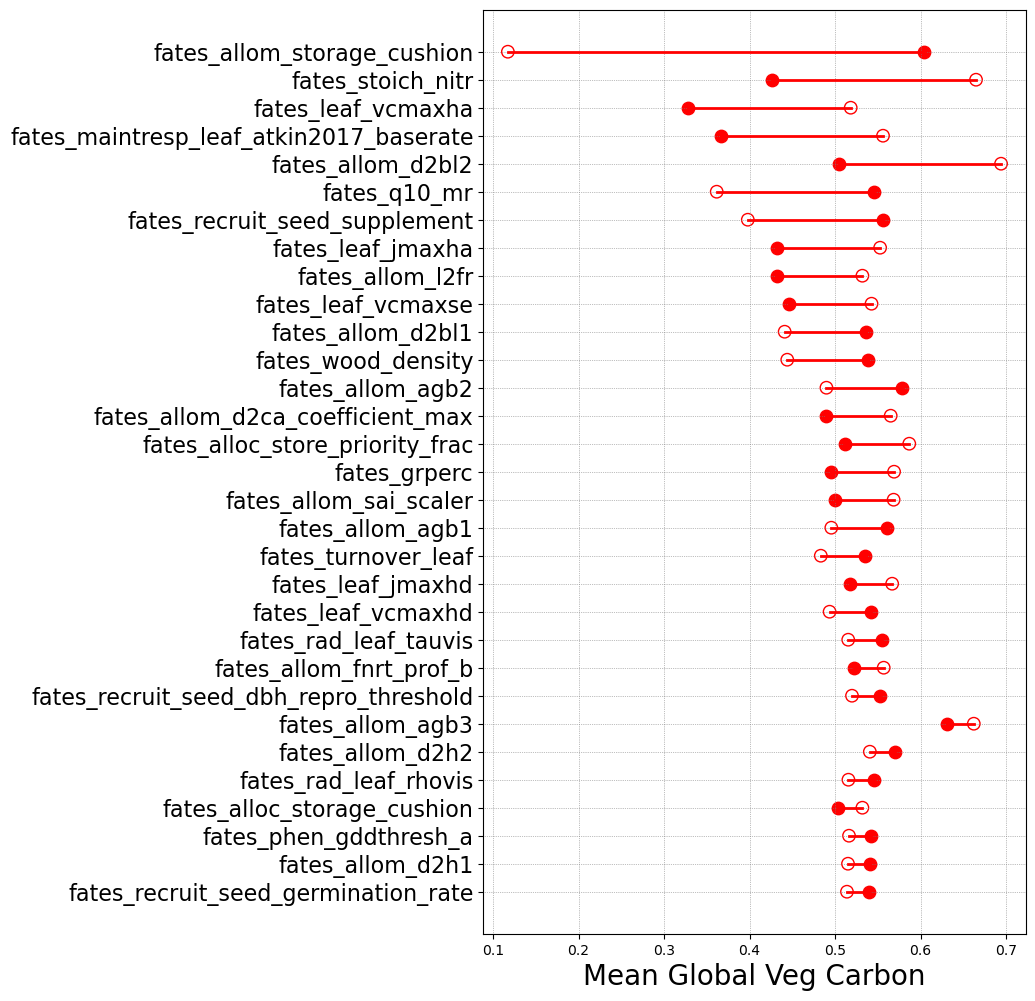 fates_allom_storage_cushion
fates_stoich_nitr
fates_leaf_vcmaxha
fates_maintresp_leaf_atkin2017_baserate
fates_allom_d2bl2
fates_q10_mr
fates_recruit_seed_supplement
fates_leaf_jmaxha
fates_allom_l2fr
fates_leaf_vcmaxse
fates_allom_d2bl1
fates_wood_density
fates_allom_agb2
fates_allom_d2ca_coefficient_max
fates_alloc_store_priority_frac
fates_grperc
fates_allom_sai_scaler
fates_allom_agb1
fates_turnover_leaf
fates_leaf_jmaxhd
fates_leaf_vcmaxhd
fates_rad_leaf_tauvis
fates_allom_fnrt_prof_b
fates_recruit_seed_dbh_repro_threshold
fates_allom_agb3
fates_allom_d2h2
fates_rad_leaf_rhovis
fates_alloc_storage_cushion
fates_phen_gddthresh_a
fates_allom_d2h1
fates_recruit_seed_germination_rate
0.1 0.2 0.3 0.4 0.5 0.6 0.7
Mean Global Veg Carbon